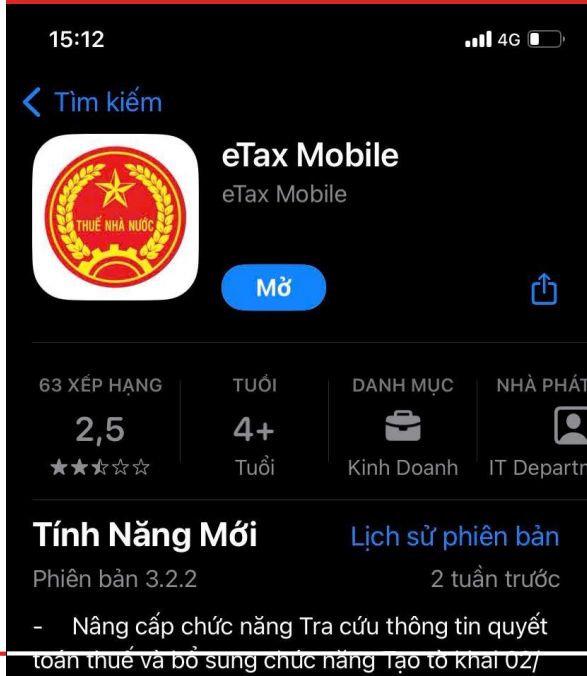 15:12
4G
Tìm kiếm
THUẾ NHÀ NƯỚC
eTax Mobile
eTax Mobile
Mở
63 XẾP HẠNG
TUỔI
DANH MỤC
NHÀ PHÁT
2,5
4+
Tuổi
Kinh Doanh
IT Departm
Tính Năng Mới
Lịch sử phiên bản
Phiên bản 3.2.2
2 tuần trước
- Nâng cấp chức năng Tra cứu thông tin quyết
toán thuế và bổ sung chức năng Tạo tờ khai 02/